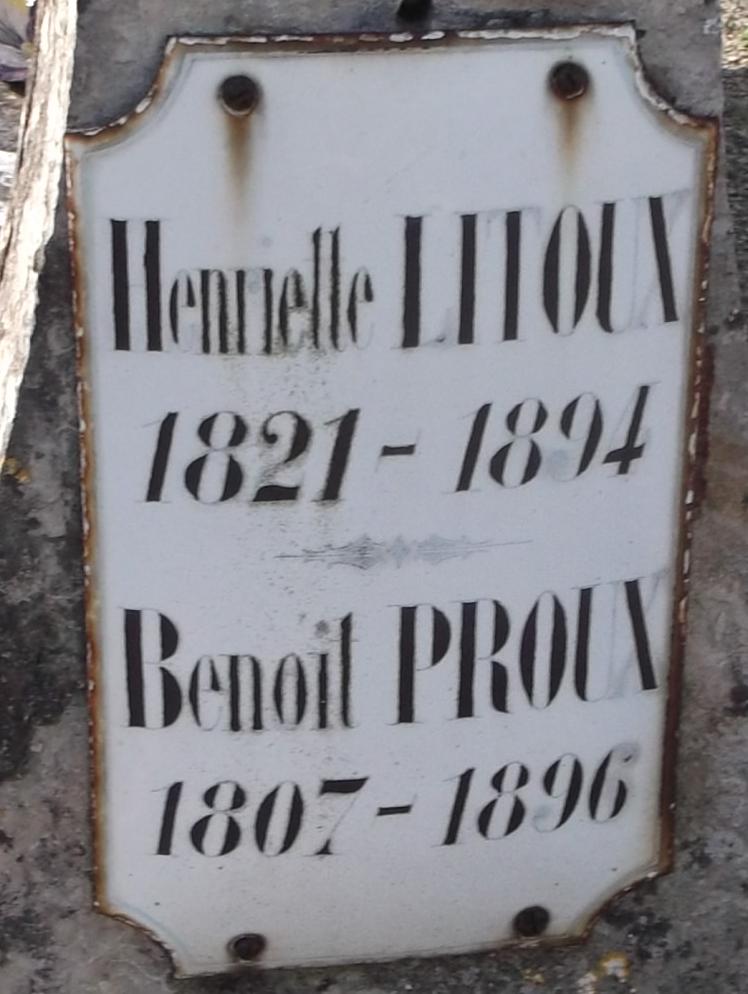 Henriette LITOUX
1821 - 1894
Benoit PROUX
1807 - 1896